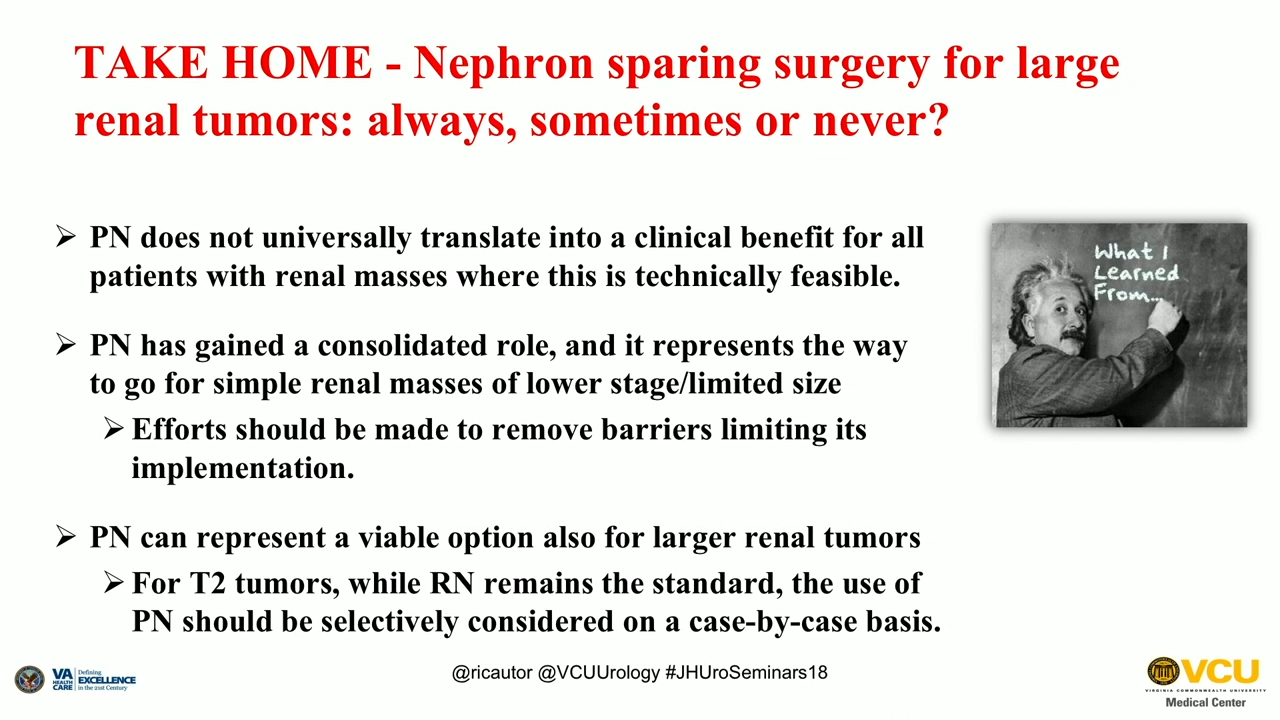 TAKE HOME - Nephron sparing surgery for large
renal tumors: always, sometimes or never?
➢ PN does not universally translate into a clinical benefit for all
patients with renal masses where this is technically feasible.
➢ PN has gained a consolidated role, and it represents the way
to go for simple renal masses of lower stage/limited size
➢ Efforts should be made to remove barriers limiting its
implementation.
➢ PN can represent a viable option also for larger renal tumors
➢ For T2 tumors, while RN remains the standard, the use of
PN should be selectively considered on a case-by-case basis.
What I
Learned
From...
VA
HEALTH
CARE
Defining
EXCELLENCE
in the 21st Century
@ricautor @VCUUrology #JHUroSeminars18
VCU
VIRGINIA COMMONWEALTH UNIVERSITY
Medical Center